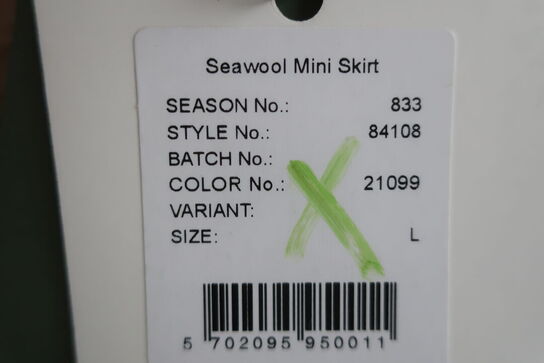 Seawool Mini Skirt
SEASON No.: 833
STYLE No.: 84108
BATCH No.:
COLOR No.: 21099
VARIANT:
SIZE: L
5 702095 950011